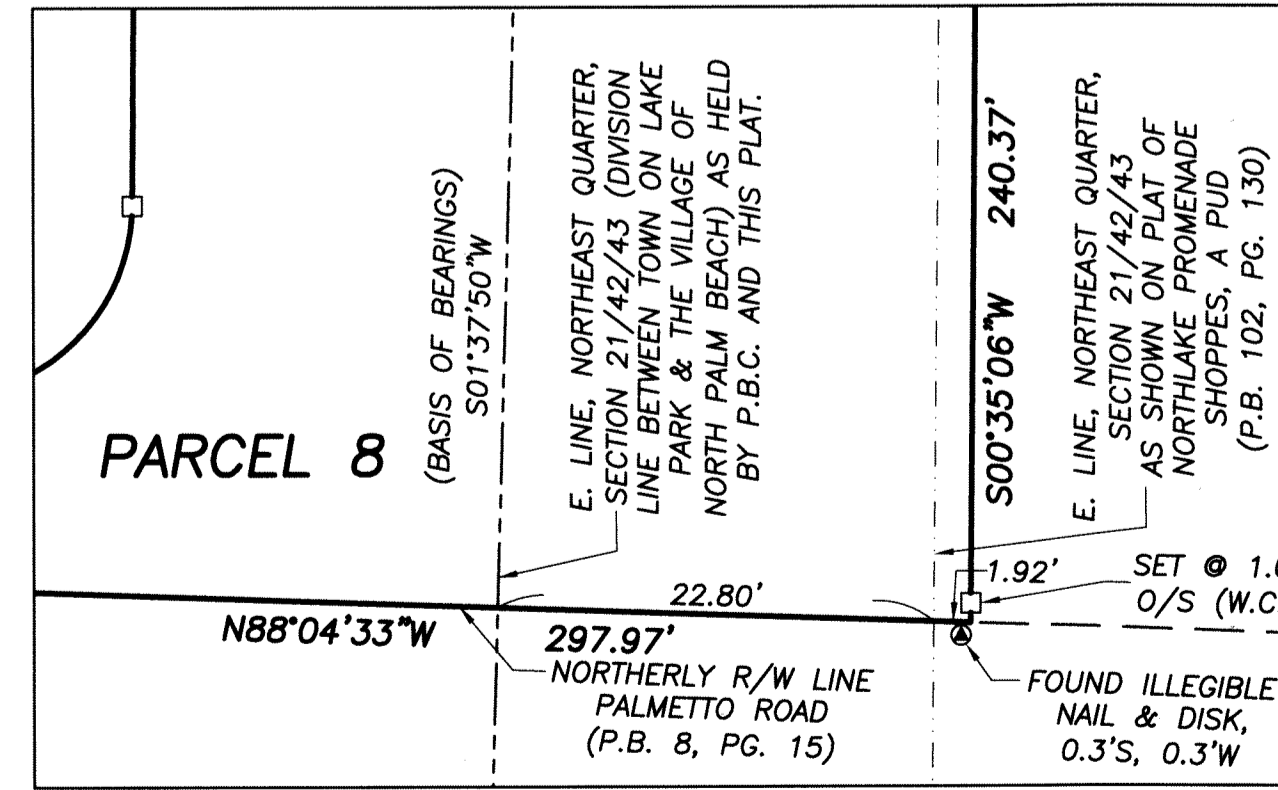 PARCEL 8
(BASIS OF BEARINGS)
S01°37'50"W
E. LINE, NORTHEAST QUARTER,
SECTION 21/42/43 (DIVISION
LINE BETWEEN TOWN ON LAKE
PARK & THE VILLAGE OF
NORTH PALM BEACH) AS HELD
BY P.B.C. AND THIS PLAT.
S00°35'06"W 240.37'
E. LINE, NORTHEAST QUARTER,
SECTION 21/42/43
AS SHOWN ON PLAT OF
NORTHLAKE PROMENADE
SHOPPES, A PUD
(P.B. 102, PG. 130)
1.92'
SET @
O/S
22.80'
N88°04'33"W 297.97'
NORTHERLY R/W LINE
PALMETTO ROAD
(P.B. 8, PG. 15)
FOUND ILLEGIBLE
NAIL & DISK,
0.3'S, 0.3'W